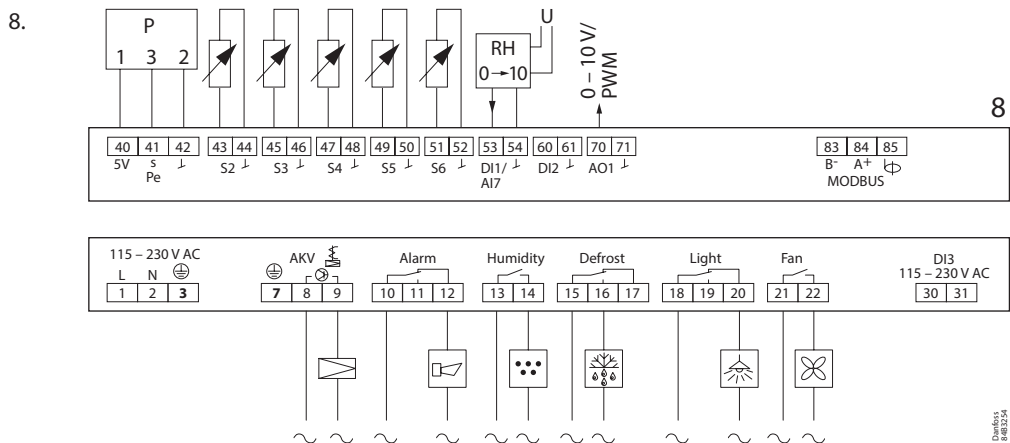 8.
P
1 3 2
RH
0→10
U
0 – 10 V/
PWM
8
40 41 42 43 44 45 46 47 48 49 50 51 52 53 54 60 61 70 71 83 84 85
5V s S2 S3 S4 S5 S6 DI1/ DI2 AO1 B- A+
Pe AI7 MODBUS
115 – 230 V AC AKV Alarm Humidity Defrost Light Fan DI3
L N 115 – 230 V AC
1 2 3 7 8 9 10 11 12 13 14 15 16 17 18 19 20 21 22 30 31
Danfoss
84B3254